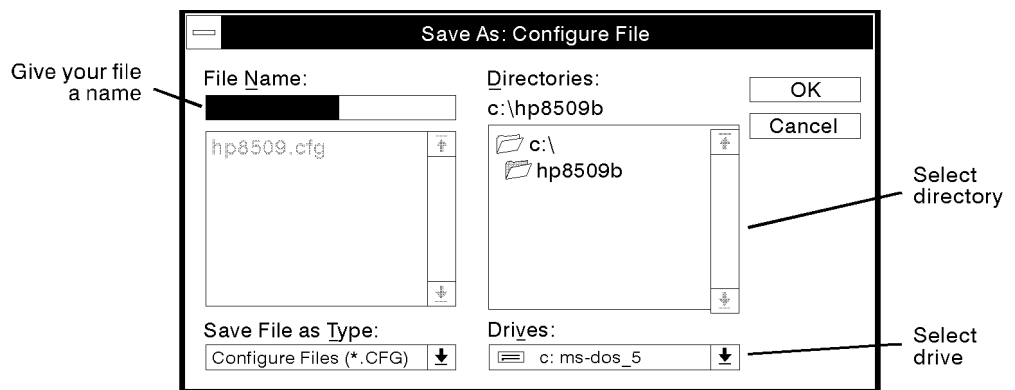 Save As: Configure File
Give your file
a name
File Name:
hp8509.cfg
Save File as Type:
Configure Files (*.CFG)
Directories:
c:\hp8509b
c:\
hp8509b
Drives:
c: ms-dos_5
OK
Cancel
Select
directory
Select
drive